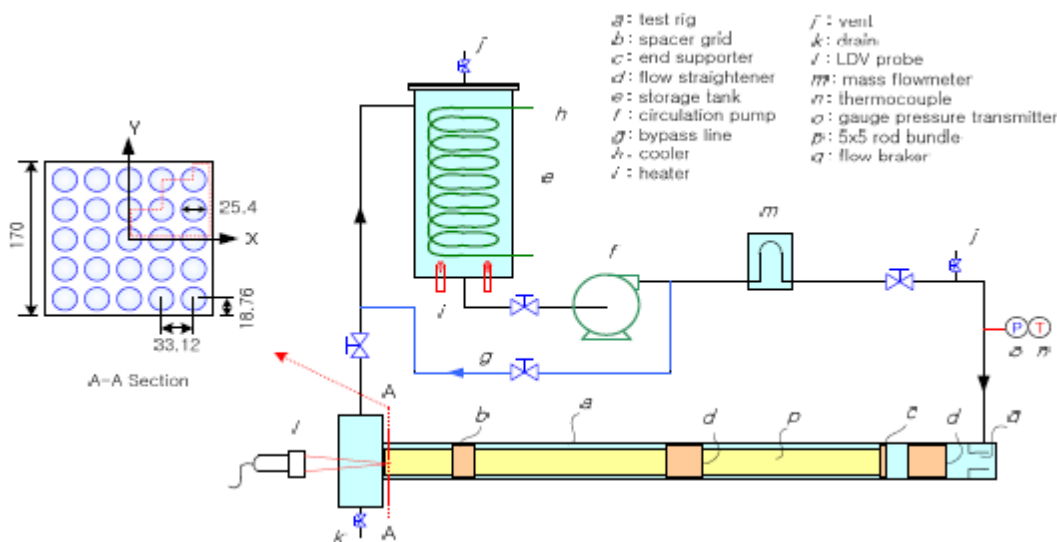 a: test rig
b: spacer grid
c: end supporter
d: flow straightener
e: storage tank
f: circulation pump
g: bypass line
h- cooler
i: heater
j: vent
k: drain
l: LDV probe
m: mass flowmeter
n: thermocouple
o: gauge pressure transmitter
p: 5x5 rod bundle
q: flow braker
j
Y
h
170
25,4
e
X
m
f
j
i
18,76
33,12
P T
o n
A-A Section
g
A
l
b
a
d
p
c
d
q
k
A